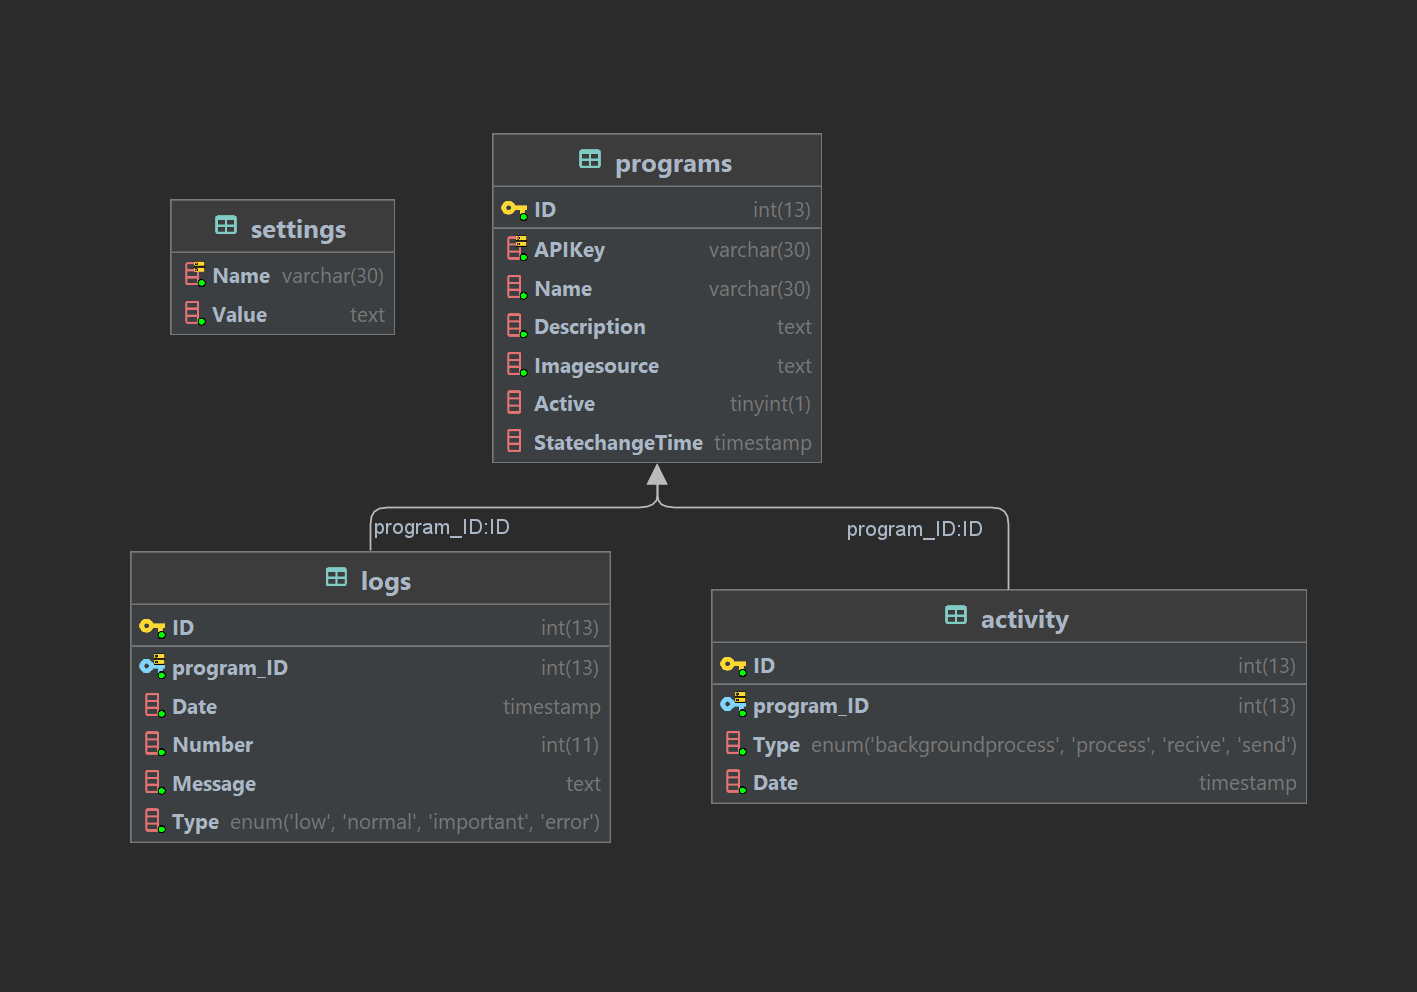 programs
ID int(13)
APIKey varchar(30)
Name varchar(30)
Description text
Imagesource text
Active tinyint(1)
StatechangeTime timestamp
settings
Name varchar(30)
Value text
program_ID:ID
program_ID:ID
logs
ID int(13)
program_ID int(13)
Date timestamp
Number int(11)
Message text
Type enum('low', 'normal', 'important', 'error')
activity
ID int(13)
program_ID int(13)
Type enum('backgroundprocess', 'process', 'recive', 'send')
Date timestamp